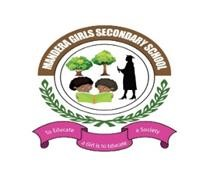 MANDERA GIRLS SECONDARY SCHOOL
To Educate a Girl is to Educate a Society